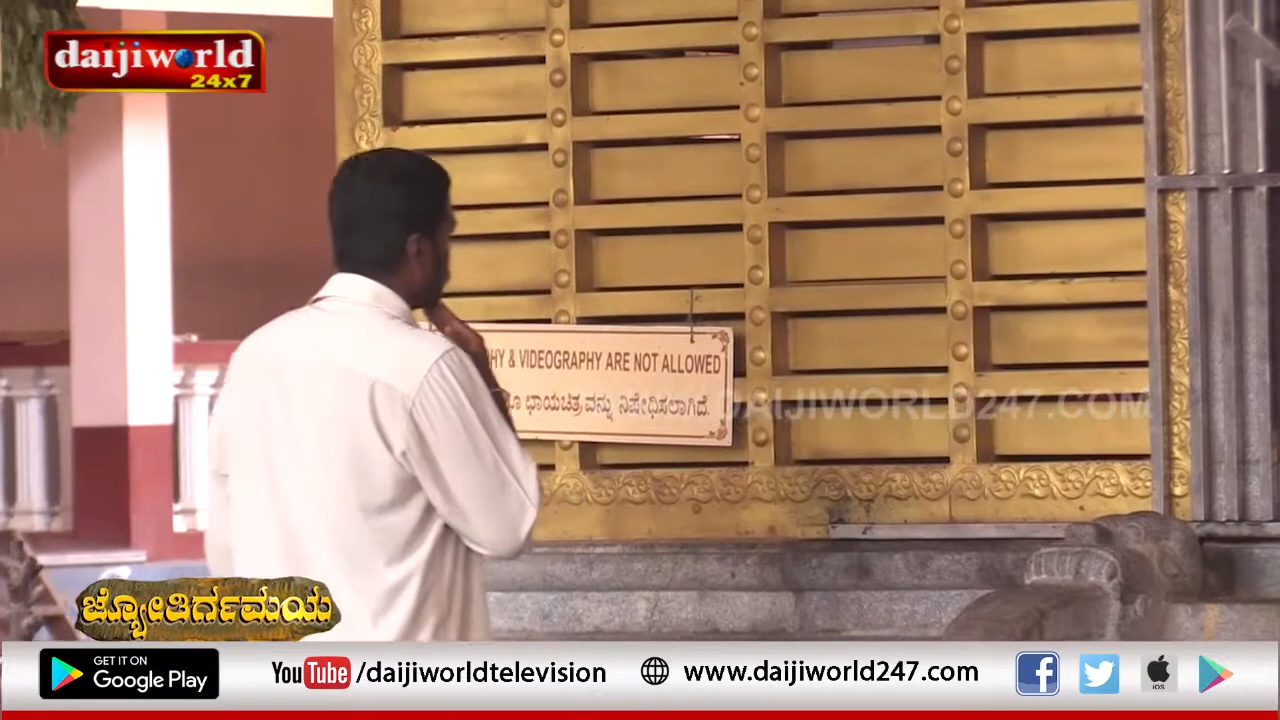 daijiworld
24x7
HY & VIDEOGRAPHY ARE NOT ALLOWED
ಛಾಯಚಿತ್ರವನ್ನು ನಿಷೇಧಿಸಲಾಗಿದೆ.
DAIJIWORLD247.COM
ಜ್ಯೋತಿರ್ಗಮಯ
GET IT ON
Google Play
YouTube /daijiworldtelevision
www.daijiworld247.com
iOS